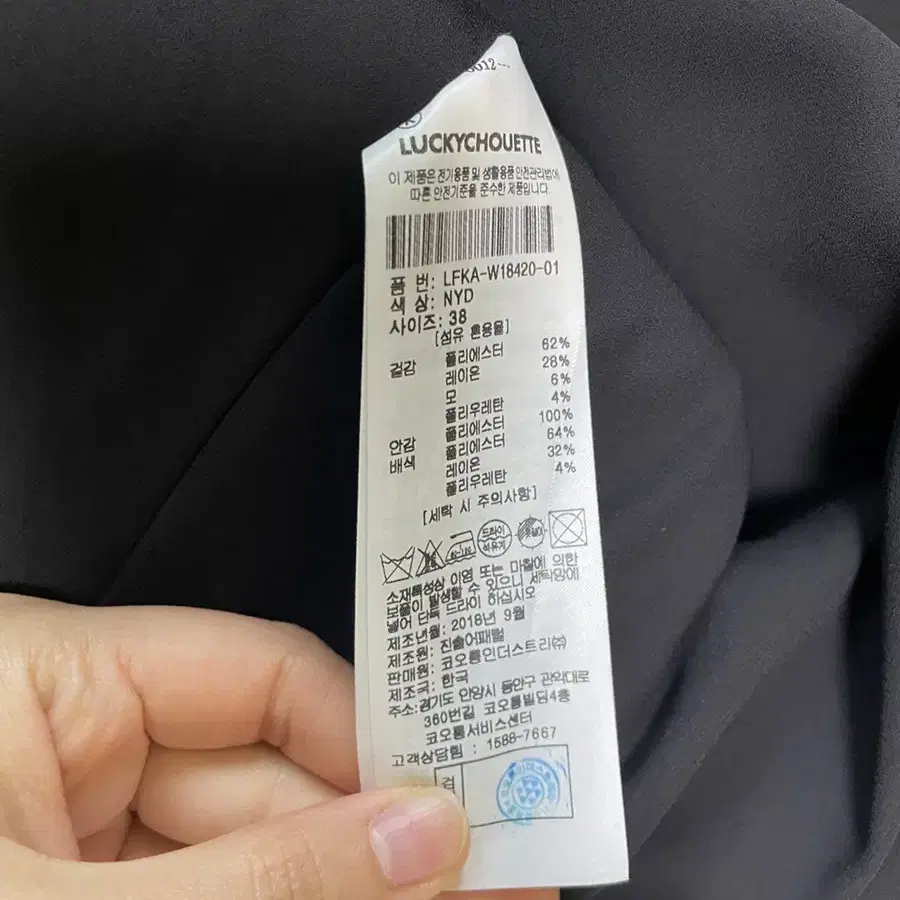 0012---
LUCKYCHOUETTE
이 제품은 전기용품 및 생활용품 안전관리법에
따른 안전기준을 준수한 제품입니다.
품 번: LFKA-W18420-01
색 상: NYD
사이즈: 38
[섬유 혼용율]
겉감 폴리에스터 62%
레이온 28%
모 6%
폴리우레탄 4%
안감 폴리에스터 100%
배색 폴리에스터 64%
레이온 32%
폴리우레탄 4%
[세탁 시 주의사항]
드라이
석유계
소재특성상 이염 또는 마찰에 의한
보풀이 발생할 수 있으니 세탁망에
넣어 단독 드라이 하십시오
제조년월: 2018년 9월
제조원: 진솔어패럴
판매원: 코오롱인더스트리㈜
제조국: 한국
주소:경기도 안양시 동안구 관악대로
360번길 코오롱빌딩4층
코오롱서비스센터
고객상담힘 : 1588-7667
검